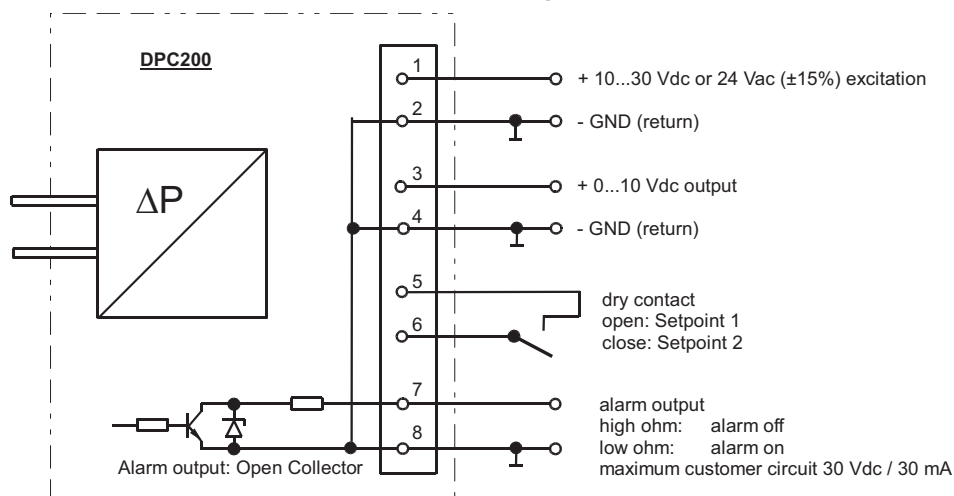 DPC200
1
+ 10...30 Vdc or 24 Vac (±15%) excitation
2
- GND (return)
ΔP
3
+ 0...10 Vdc output
4
- GND (return)
5
dry contact
open: Setpoint 1
6
close: Setpoint 2
7
alarm output
high ohm: alarm off
8
low ohm: alarm on
Alarm output: Open Collector
maximum customer circuit 30 Vdc / 30 mA